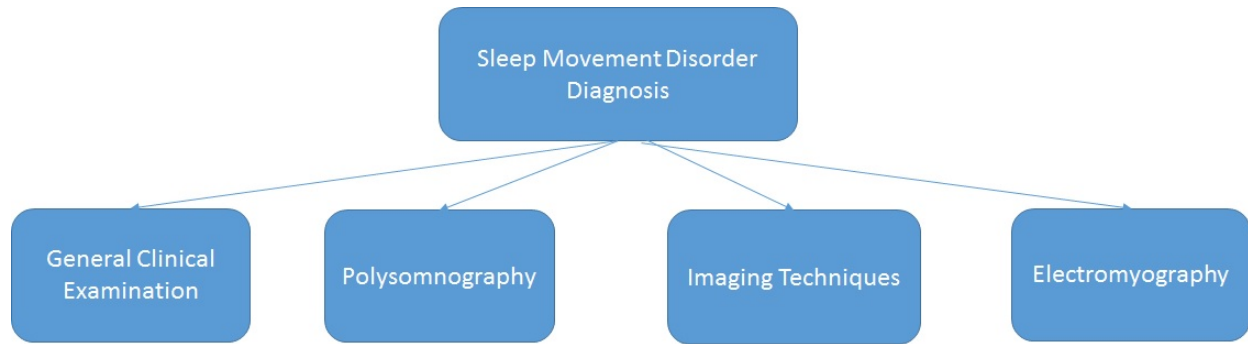 Sleep Movement Disorder
Diagnosis
General Clinical
Examination
Polysomnography
Imaging Techniques
Electromyography